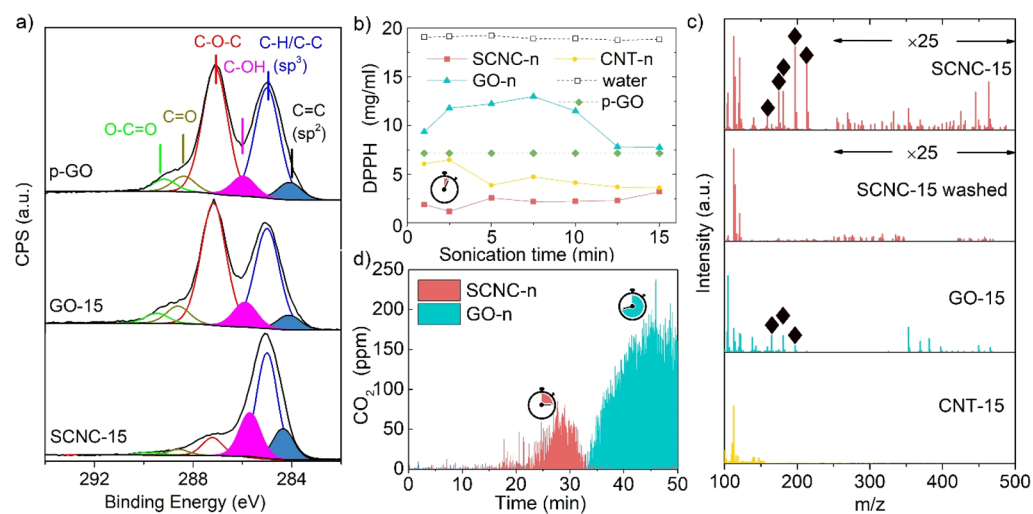 a)
C-O-C
C-H/C-C
(sp³)
C-OH
O-C=O
C=O
C=C
(sp²)
p-GO
GO-15
SCNC-15
CPS (a.u.)
292
288
284
Binding Energy (eV)
b)
20
15
10
5
0
DPPH (mg/ml)
SCNC-n
CNT-n
GO-n
water
p-GO
0
5
10
15
Sonication time (min)
d)
250
200
150
100
50
0
CO₂ (ppm)
SCNC-n
GO-n
0
10
20
30
40
50
Time (min)
c)
×25
SCNC-15
×25
SCNC-15 washed
GO-15
CNT-15
Intensity (a.u.)
100
200
300
400
500
m/z